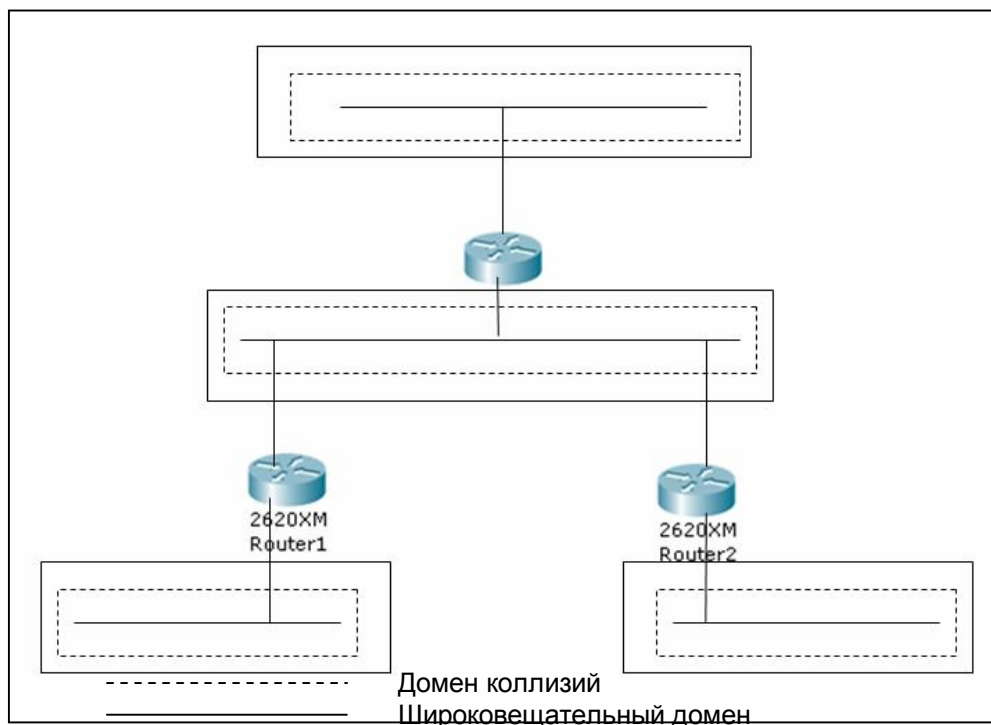 2620XM
Router1
2620XM
Router2
Домен коллизий
Широковещательный домен